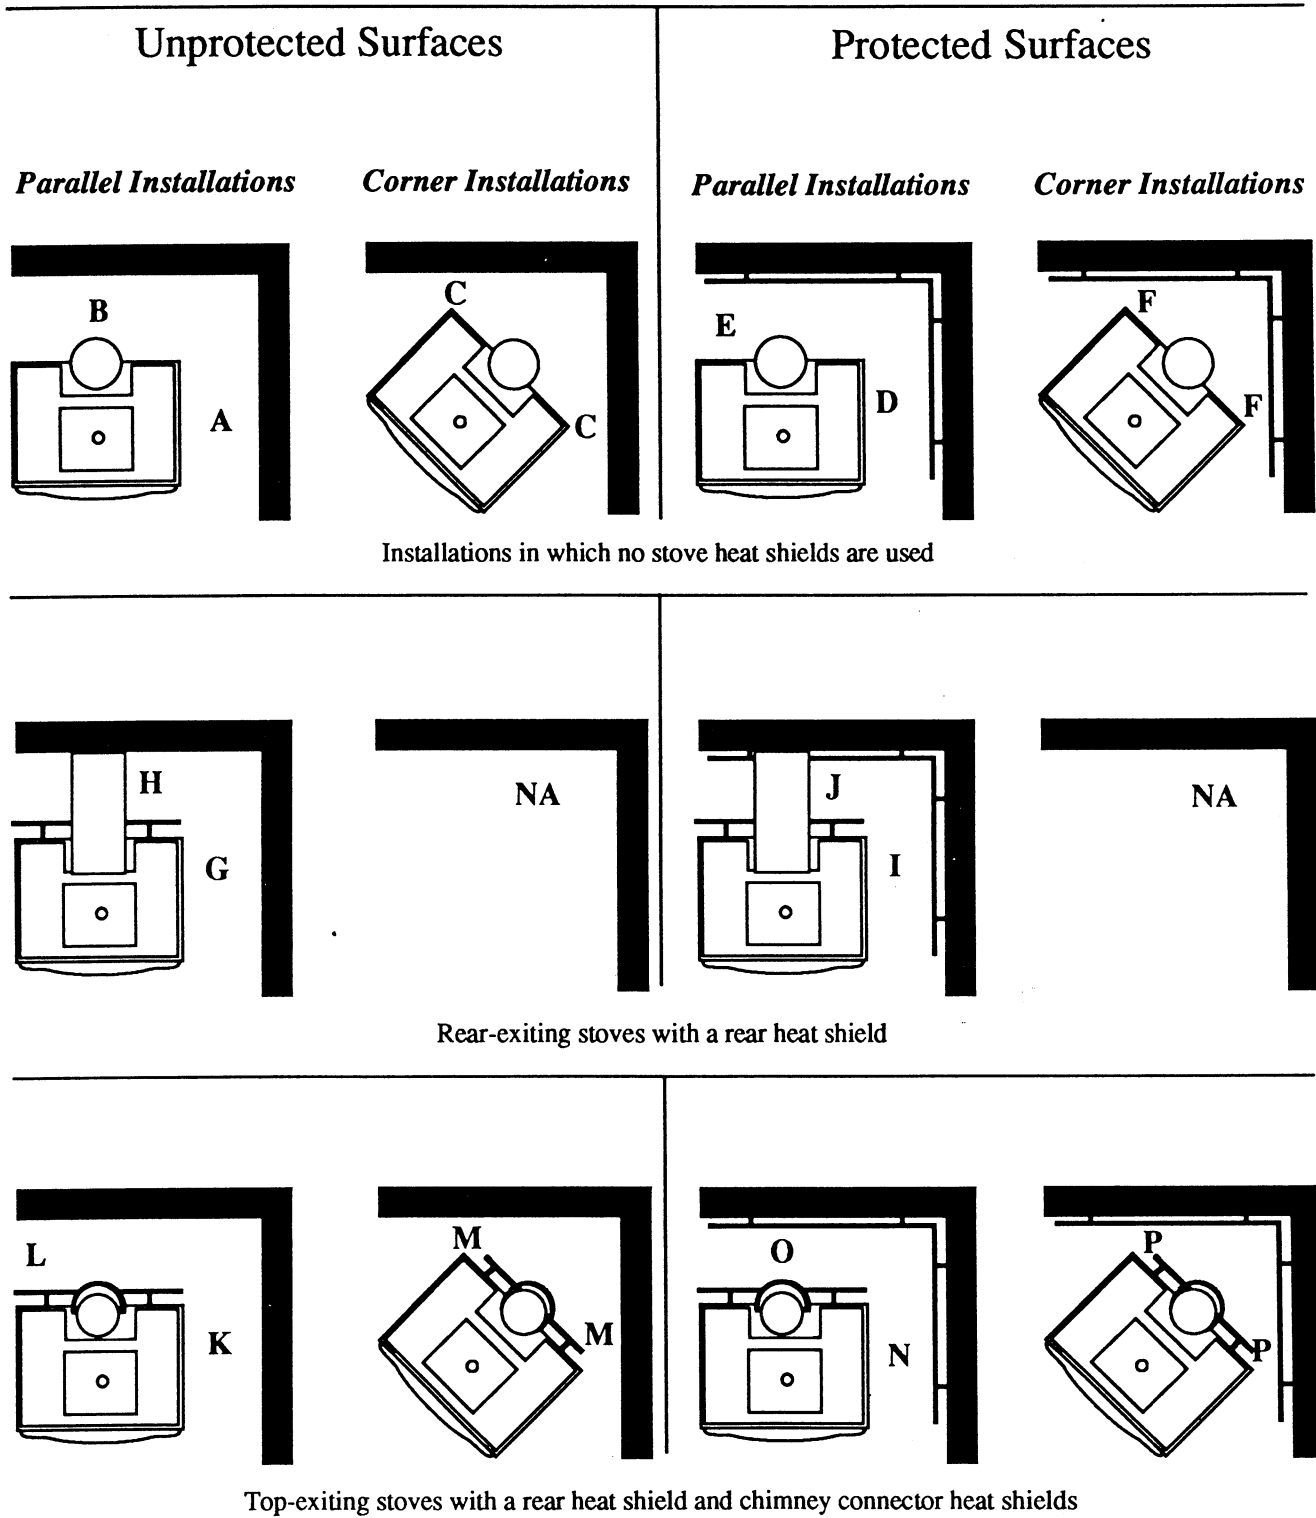 Unprotected Surfaces
Protected Surfaces
Parallel Installations
Corner Installations
Parallel Installations
Corner Installations
B
A
C
C
E
D
F
F
Installations in which no stove heat shields are used
H
G
NA
J
I
NA
Rear-exiting stoves with a rear heat shield
L
K
M
M
O
N
P
P
Top-exiting stoves with a rear heat shield and chimney connector heat shields